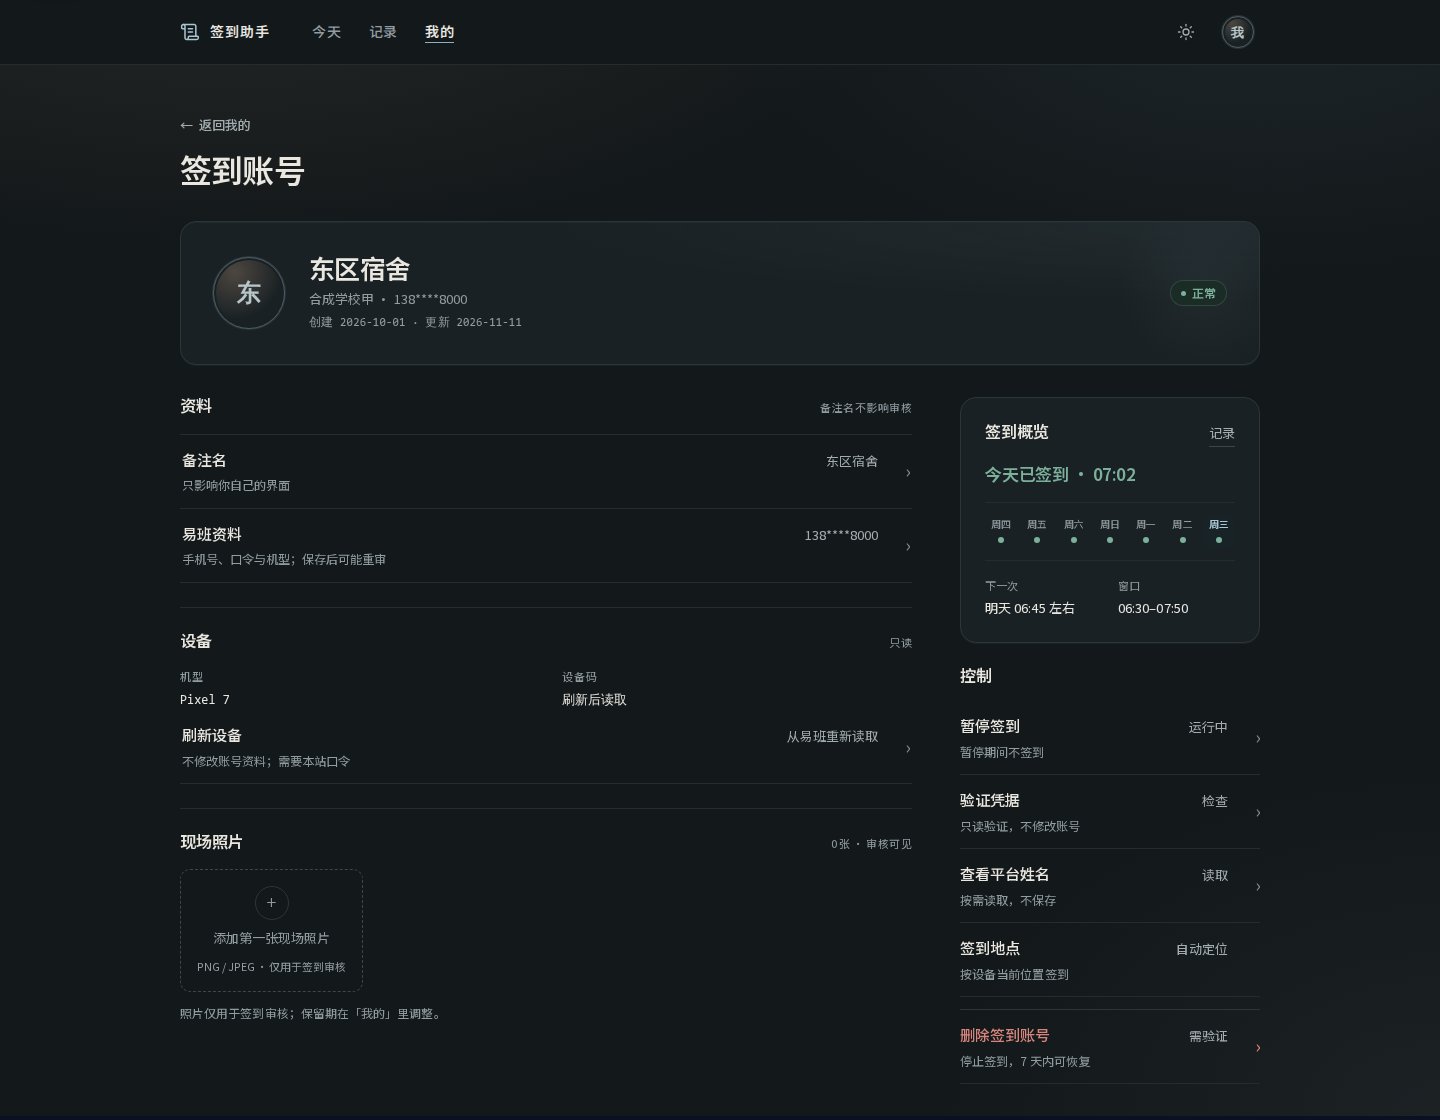 签到助手 今天 记录 我的 我
← 返回我的
签到账号
东 东区宿舍
合成学校甲 · 138****8000
创建 2026-10-01 · 更新 2026-11-11
正常
资料 备注名不影响审核
备注名 东区宿舍 ›
只影响你自己的界面
易班资料 138****8000 ›
手机号、口令与机型；保存后可能重审
设备 只读
机型 设备码
Pixel 7 刷新后读取
刷新设备 从易班重新读取 ›
不修改账号资料；需要本站口令
现场照片 0 张 · 审核可见
+
添加第一张现场照片
PNG / JPEG · 仅用于签到审核
照片仅用于签到审核；保留期在「我的」里调整。
签到概览 记录
今天已签到 · 07:02
周四 周五 周六 周日 周一 周二 周三
下一次 窗口
明天 06:45 左右 06:30–07:50
控制
暂停签到 运行中 ›
暂停期间不签到
验证凭据 检查 ›
只读验证，不修改账号
查看平台姓名 读取 ›
按需读取，不保存
签到地点 自动定位
按设备当前位置签到
删除签到账号 需验证 ›
停止签到，7 天内可恢复